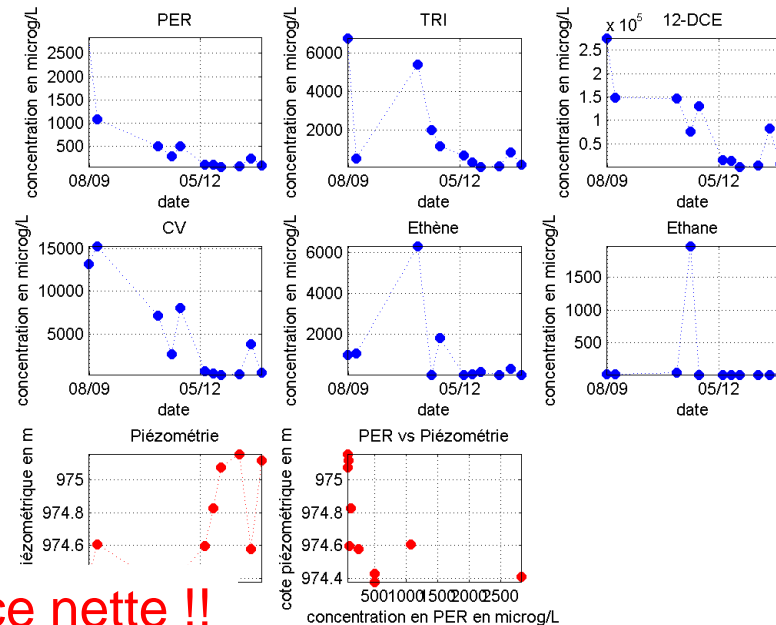 PER
TRI
x 10⁵ 12-DCE
concentration en microg/L
2500
2000
1500
1000
500
08/09 05/12
date
concentration en microg/L
6000
4000
2000
08/09 05/12
date
concentration en microg/L
2.5
2
1.5
1
0.5
08/09 05/12
date
CV
Ethène
Ethane
concentration en microg/L
15000
10000
5000
08/09 05/12
date
concentration en microg/L
6000
4000
2000
08/09 05/12
date
concentration en microg/L
1500
1000
500
08/09 05/12
date
Piézométrie
PER vs Piézométrie
iézométrique en m
975
974.8
974.6
cote piézométrique en m
975
974.8
974.6
974.4
500 1000 1500 2000 2500
concentration en PER en microg/L
ce nette !!